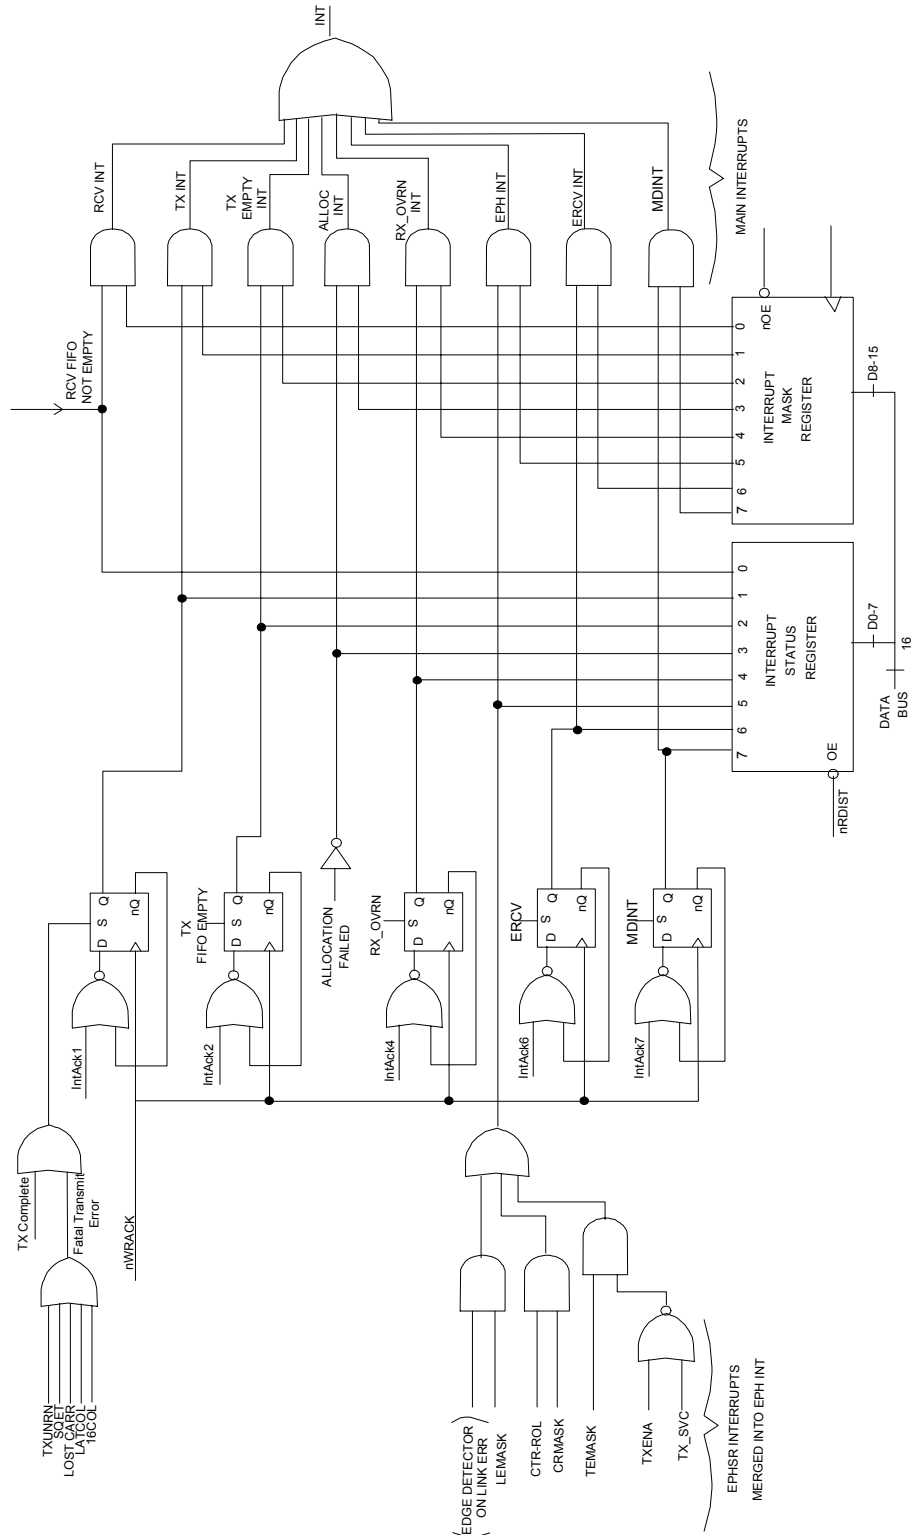 INT
RCV INT
TX INT
TX
EMPTY
INT
ALLOC
INT
RX_OVRN
INT
EPH INT
ERCV INT
MDINT
MAIN INTERRUPTS
RCV FIFO
NOT EMPTY
0
1
2
3
4
5
6
7
nOE
INTERRUPT
MASK
REGISTER
D8-15
0
1
2
3
4
5
6
7
OE
INTERRUPT
STATUS
REGISTER
D0-7
16
DATA
BUS
nRDIST
D
S
Q
nQ
IntAck1
TX
FIFO EMPTY
D
S
Q
nQ
IntAck2
ALLOCATION
FAILED
RX_OVRN
D
S
Q
nQ
IntAck4
ERCV
D
S
Q
nQ
IntAck6
MDINT
D
S
Q
nQ
IntAck7
TX Complete
Fatal Transmit
Error
nWRACK
TXUNRN
SQET
LOST CARR
LATCOL
16COL
EDGE DETECTOR
ON LINK ERR
LEMASK
CTR-ROL
CRMASK
TEMASK
TXENA
TX_SVC
EPHSR INTERRUPTS
MERGED INTO EPH INT